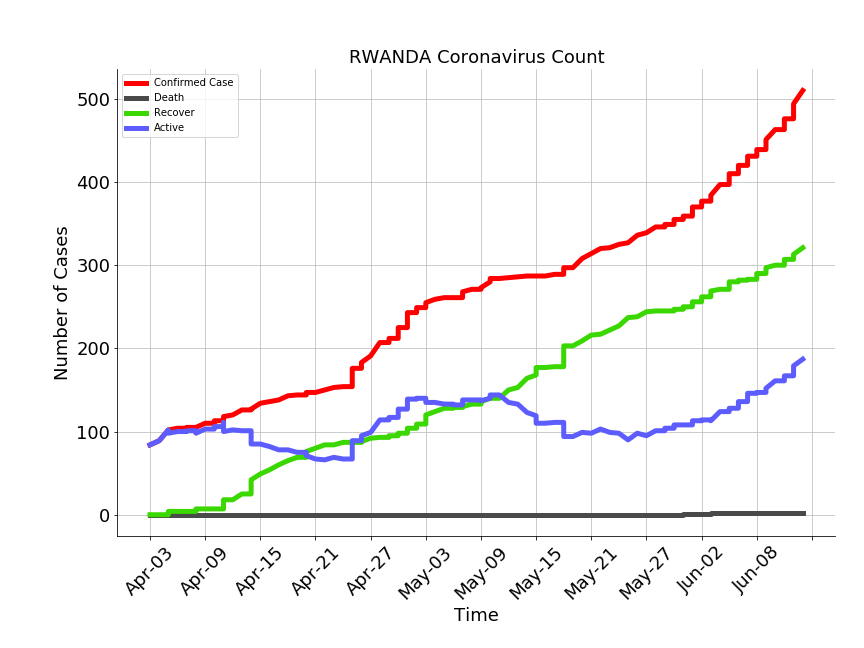 RWANDA Coronavirus Count
Confirmed Case
Death
Recover
Active
500
400
300
200
100
0
Number of Cases
Apr-03
Apr-09
Apr-15
Apr-21
Apr-27
May-03
May-09
May-15
May-21
May-27
Jun-02
Jun-08
Time